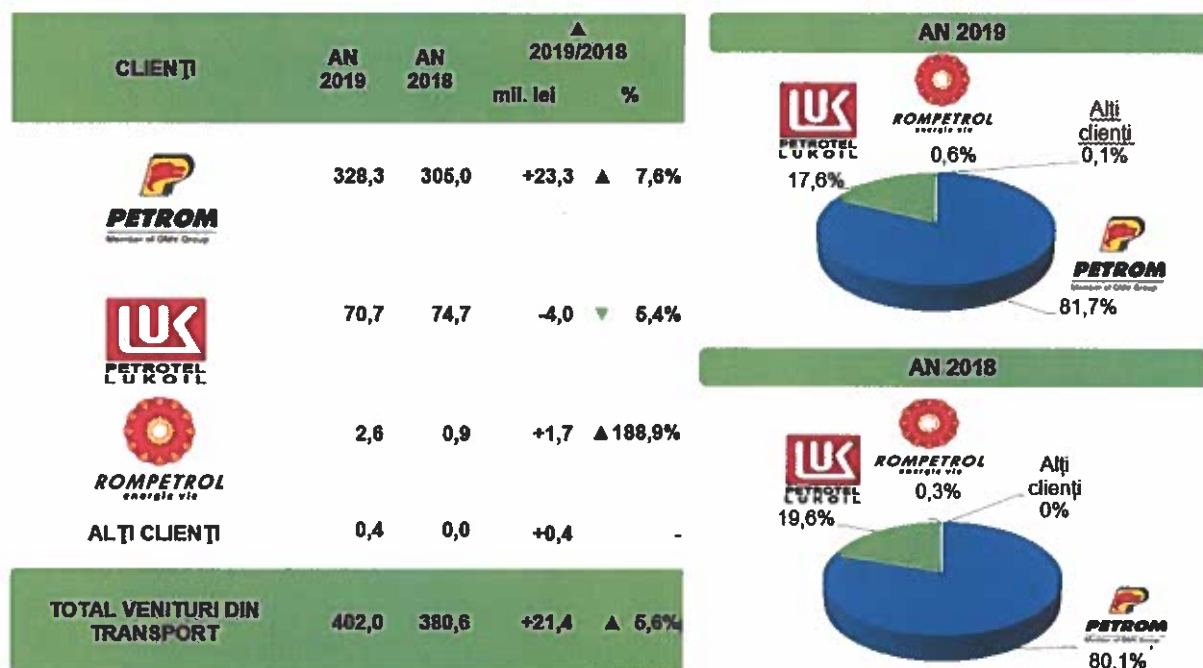 CLIENȚI
AN 2019
AN 2018
▲ 2019/2018
mil. lei
%
PETROM
Member of OMV Group
328,3 305,0 +23,3 ▲ 7,6%
LUK
PETROTEL
LUKOIL
70,7 74,7 -4,0 ▼ 5,4%
ROMPETROL
energie vie
2,6 0,9 +1,7 ▲ 188,9%
ALȚI CLIENȚI 0,4 0,0 +0,4 -
TOTAL VENITURI DIN
TRANSPORT
402,0 380,6 +21,4 ▲ 5,6%
AN 2019
LUK
PETROTEL
LUKOIL
17,6%
ROMPETROL
energie vie
0,6%
Alți
clienți
0,1%
PETROM
Member of OMV Group
81,7%
AN 2018
LUK
PETROTEL
LUKOIL
19,6%
ROMPETROL
energie vie
0,3%
Alți
clienți
0%
PETROM
Member of OMV Group
80,1%